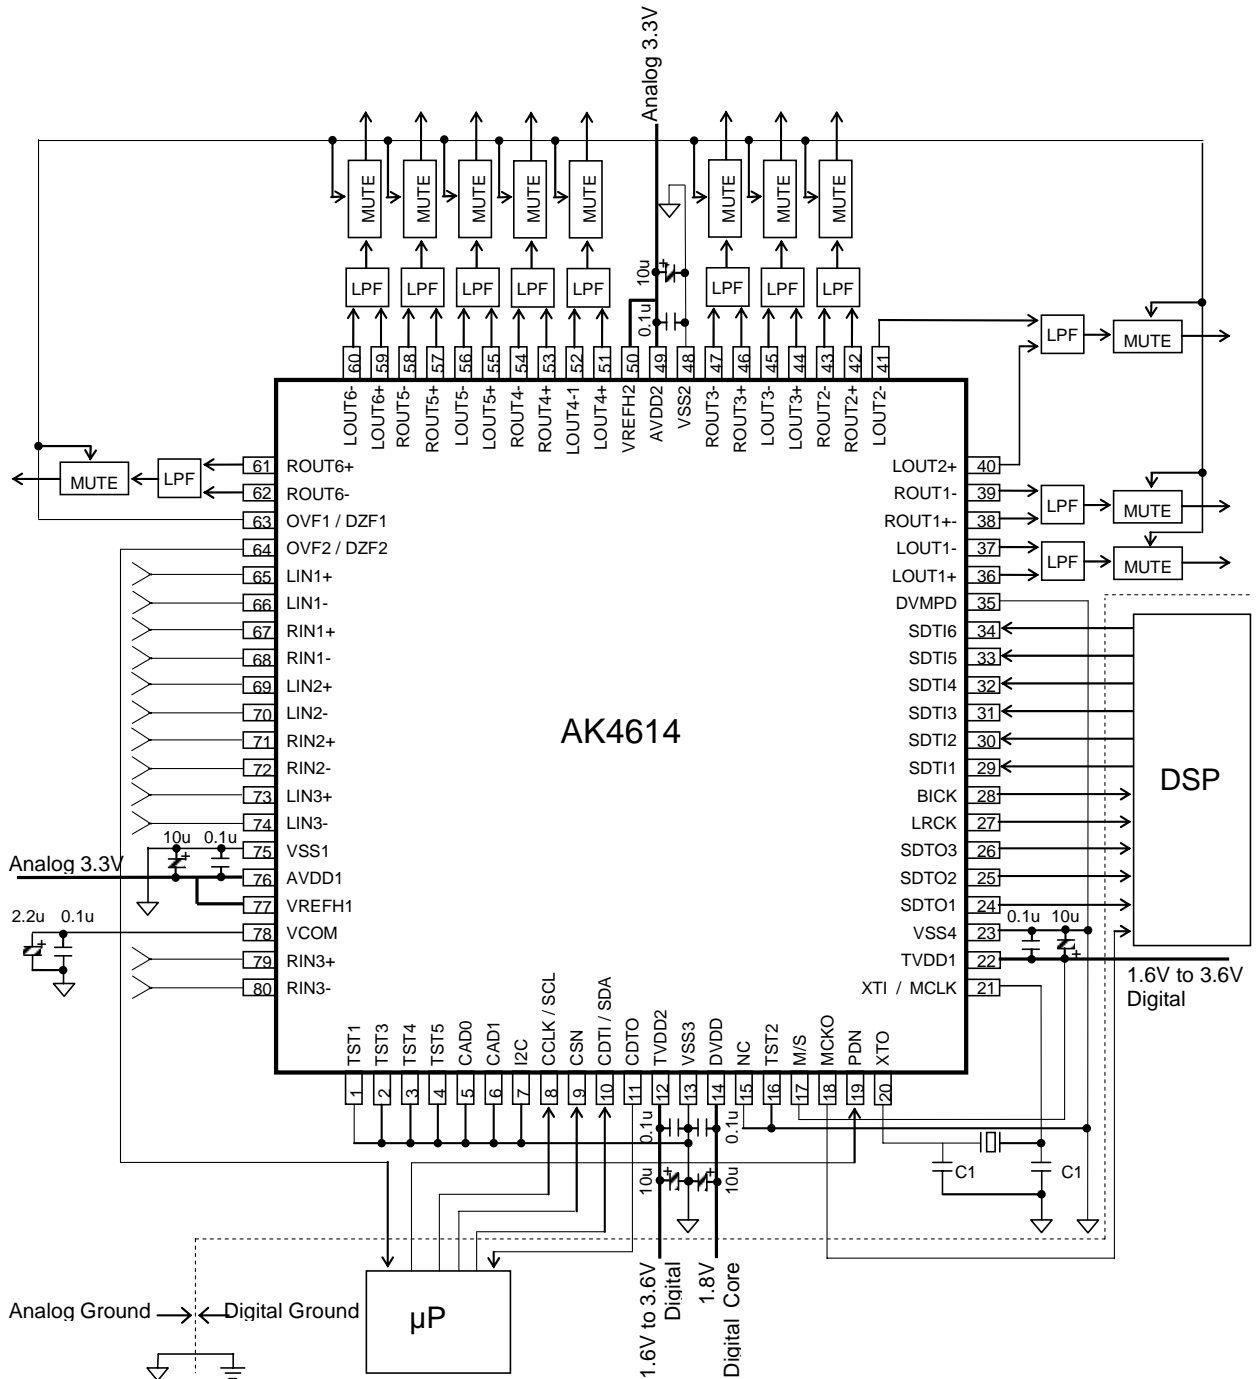 Analog 3.3V
MUTE MUTE MUTE MUTE MUTE MUTE MUTE MUTE
LPF LPF LPF LPF LPF LPF LPF LPF
10u
+
0.1u
60 59 58 57 56 55 54 53 52 51 50 49 48 47 46 45 44 43 42 41
LOUT6- LOUT6+ ROUT5- ROUT5+ LOUT5- LOUT5+ ROUT4- ROUT4+ LOUT4-1 LOUT4+ VREFH2 AVDD2 VSS2 ROUT3- ROUT3+ LOUT3- LOUT3+ ROUT2- ROUT2+ LOUT2-
LPF MUTE
MUTE LPF
61 ROUT6+
62 ROUT6-
63 OVF1 / DZF1
64 OVF2 / DZF2
65 LIN1+
66 LIN1-
67 RIN1+
68 RIN1-
69 LIN2+
70 LIN2-
71 RIN2+
72 RIN2-
73 LIN3+
74 LIN3-
75 VSS1
76 AVDD1
77 VREFH1
78 VCOM
79 RIN3+
80 RIN3-
10u 0.1u
+
Analog 3.3V
2.2u 0.1u
+
AK4614
LOUT2+ 40
ROUT1- 39
ROUT1+- 38
LOUT1- 37
LOUT1+ 36
DVMPD 35
SDTI6 34
SDTI5 33
SDTI4 32
SDTI3 31
SDTI2 30
SDTI1 29
BICK 28
LRCK 27
SDTO3 26
SDTO2 25
SDTO1 24
VSS4 23
TVDD1 22
XTI / MCLK 21
LPF MUTE
LPF MUTE
DSP
0.1u 10u
+
1.6V to 3.6V
Digital
TST1 TST3 TST4 TST5 CAD0 CAD1 I2C CCLK / SCL CSN CDTI / SDA CDTO TVDD2 VSS3 DVDD NC TST2 M/S MCKO PDN XTO
1 2 3 4 5 6 7 8 9 10 11 12 13 14 15 16 17 18 19 20
0.1u 0.1u
10u + + 10u
C1 C1
1.6V to 3.6V
Digital
1.8V
Digital Core
µP
Analog Ground Digital Ground